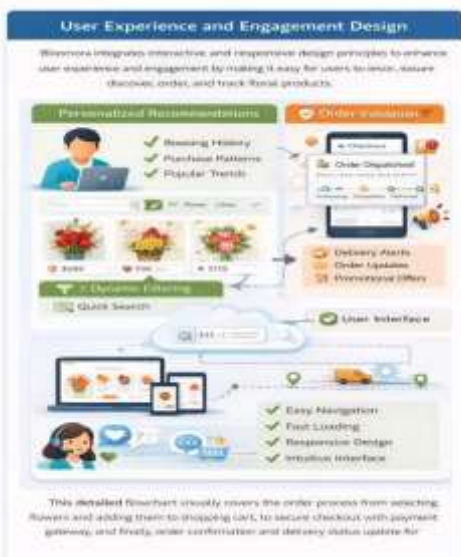 User Experience and Engagement Design
integrates interactive and responsive design principles to enhance
user experience and engagement by making it easy for users to
discover, order, and track floral products.
Personalized Recommendations
Order Validation
✓ Browsing History
✓ Purchase Patterns
✓ Popular Trends
Checkout
Order Dispatched
Delivery Alerts
Order Updates
Promotional Offers
Dynamic Filtering
Quick Search
User Interface
✓ Easy Navigation
✓ Fast Loading
✓ Responsive Design
✓ Intuitive Interface
This detailed flowchart visually covers the order process from selecting
flowers and adding them to shopping cart, to secure checkout with payment
gateway, and finally, order confirmation and delivery status update for